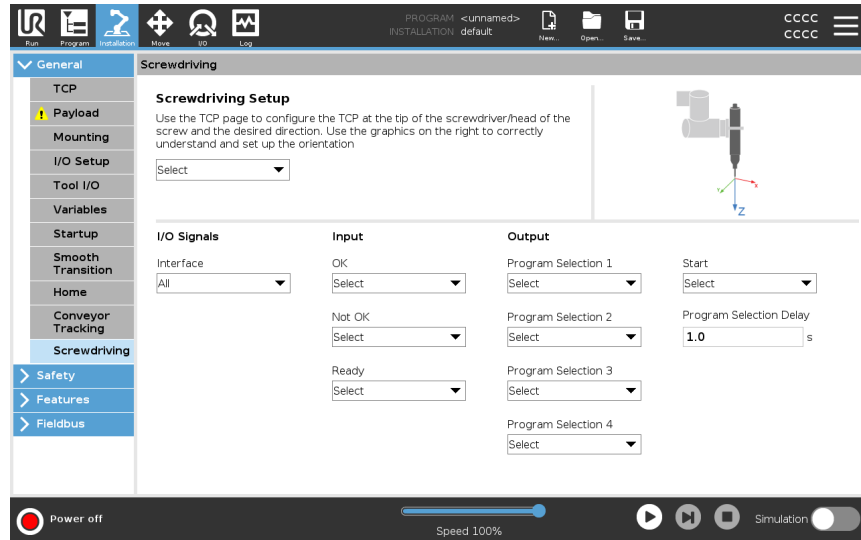 UR
PROGRAM <unnamed>
INSTALLATION default
CCCC
CCCC
Run
Program
Installation
Move
I/O
Log
New...
Open...
Save...
General
Screwdriving
TCP
Payload
Mounting
I/O Setup
Tool I/O
Variables
Startup
Smooth
Transition
Home
Conveyor
Tracking
Screwdriving
Safety
Features
Fieldbus
Screwdriving Setup
Use the TCP page to configure the TCP at the tip of the screwdriver/head of the
screw and the desired direction. Use the graphics on the right to correctly
understand and set up the orientation
Select
Y
X
Z
I/O Signals
Interface
All
Input
OK
Select
Not OK
Select
Ready
Select
Output
Program Selection 1
Select
Program Selection 2
Select
Program Selection 3
Select
Program Selection 4
Select
Start
Select
Program Selection Delay
1.0 s
Power off
Speed 100%
Simulation